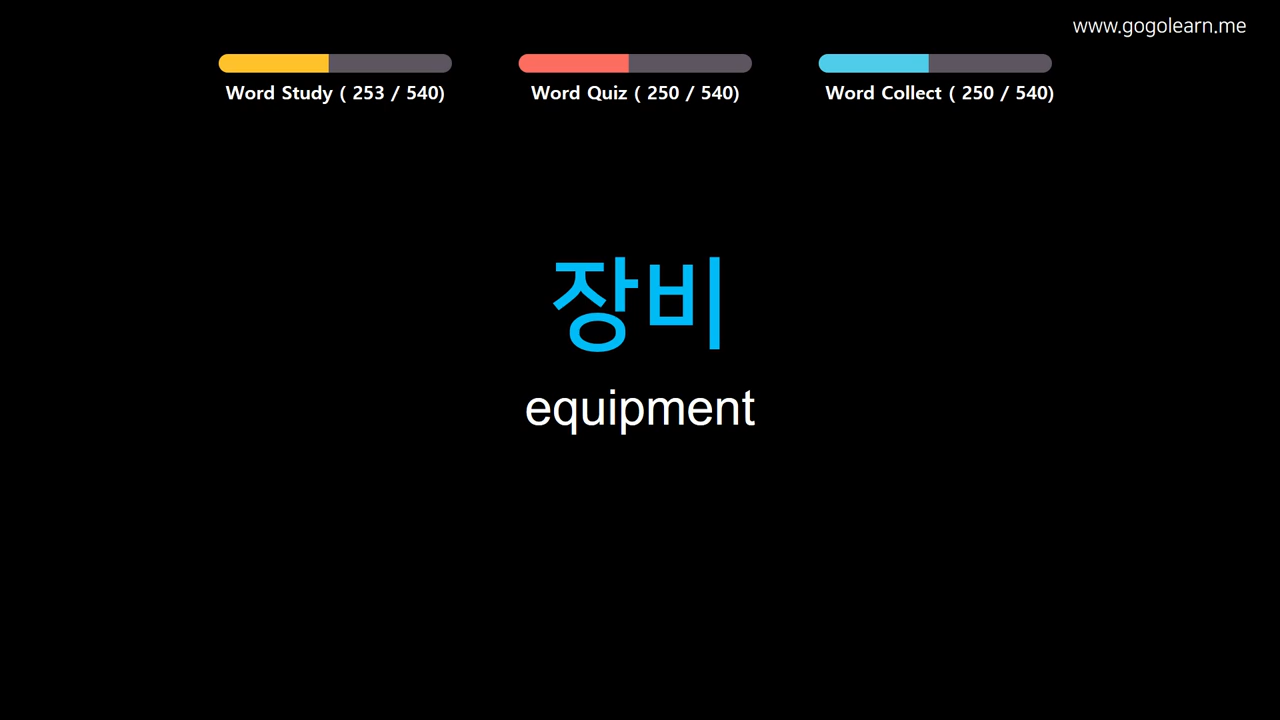 www.gogolearn.me
Word Study ( 253 / 540)
Word Quiz ( 250 / 540)
Word Collect ( 250 / 540)
장비
equipment